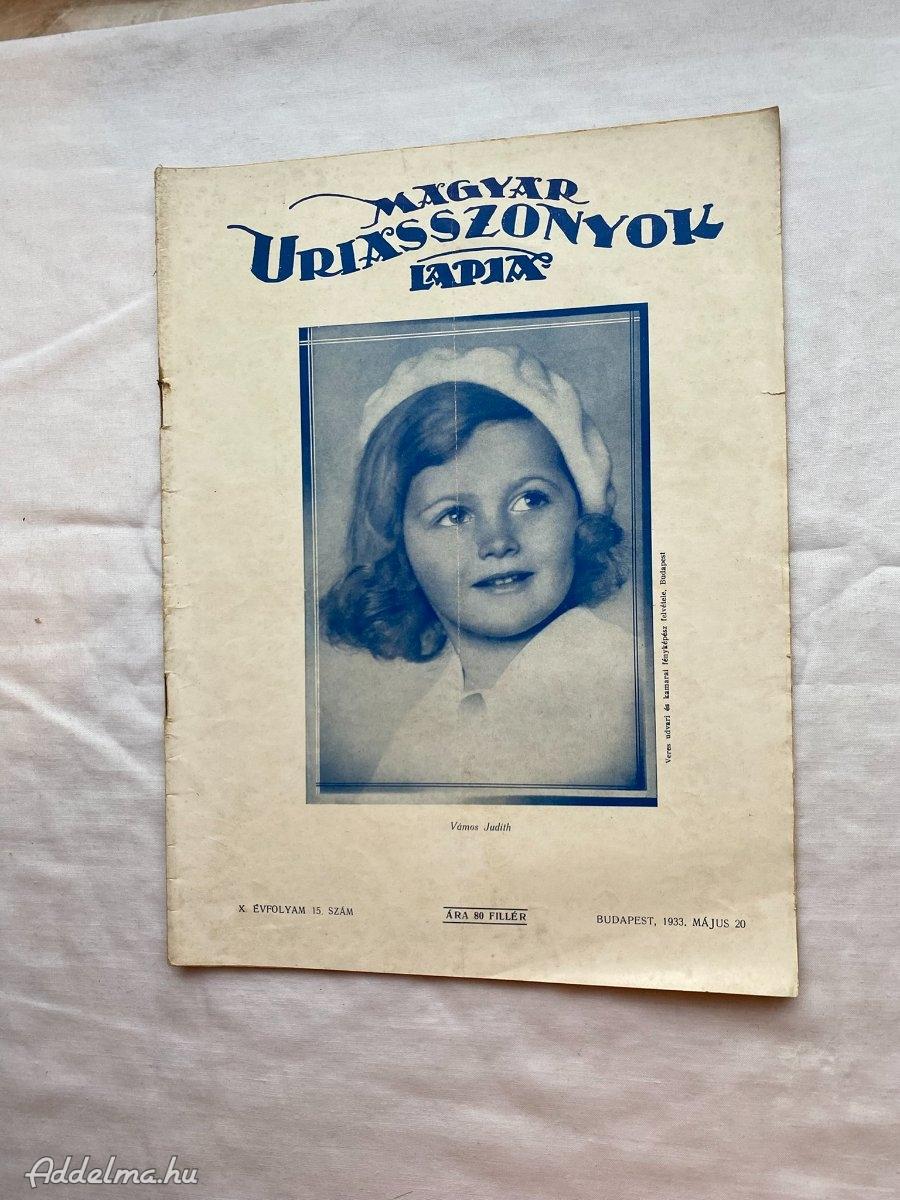 MAGYAR
URIASSZONYOK
LAPJA
Veres udvari és kamarai fényképész felvétele, Budapest
Vámos Judith
X. ÉVFOLYAM 15. SZÁM
ÁRA 80 FILLÉR
BUDAPEST, 1933. MÁJUS 20
Addelma.hu